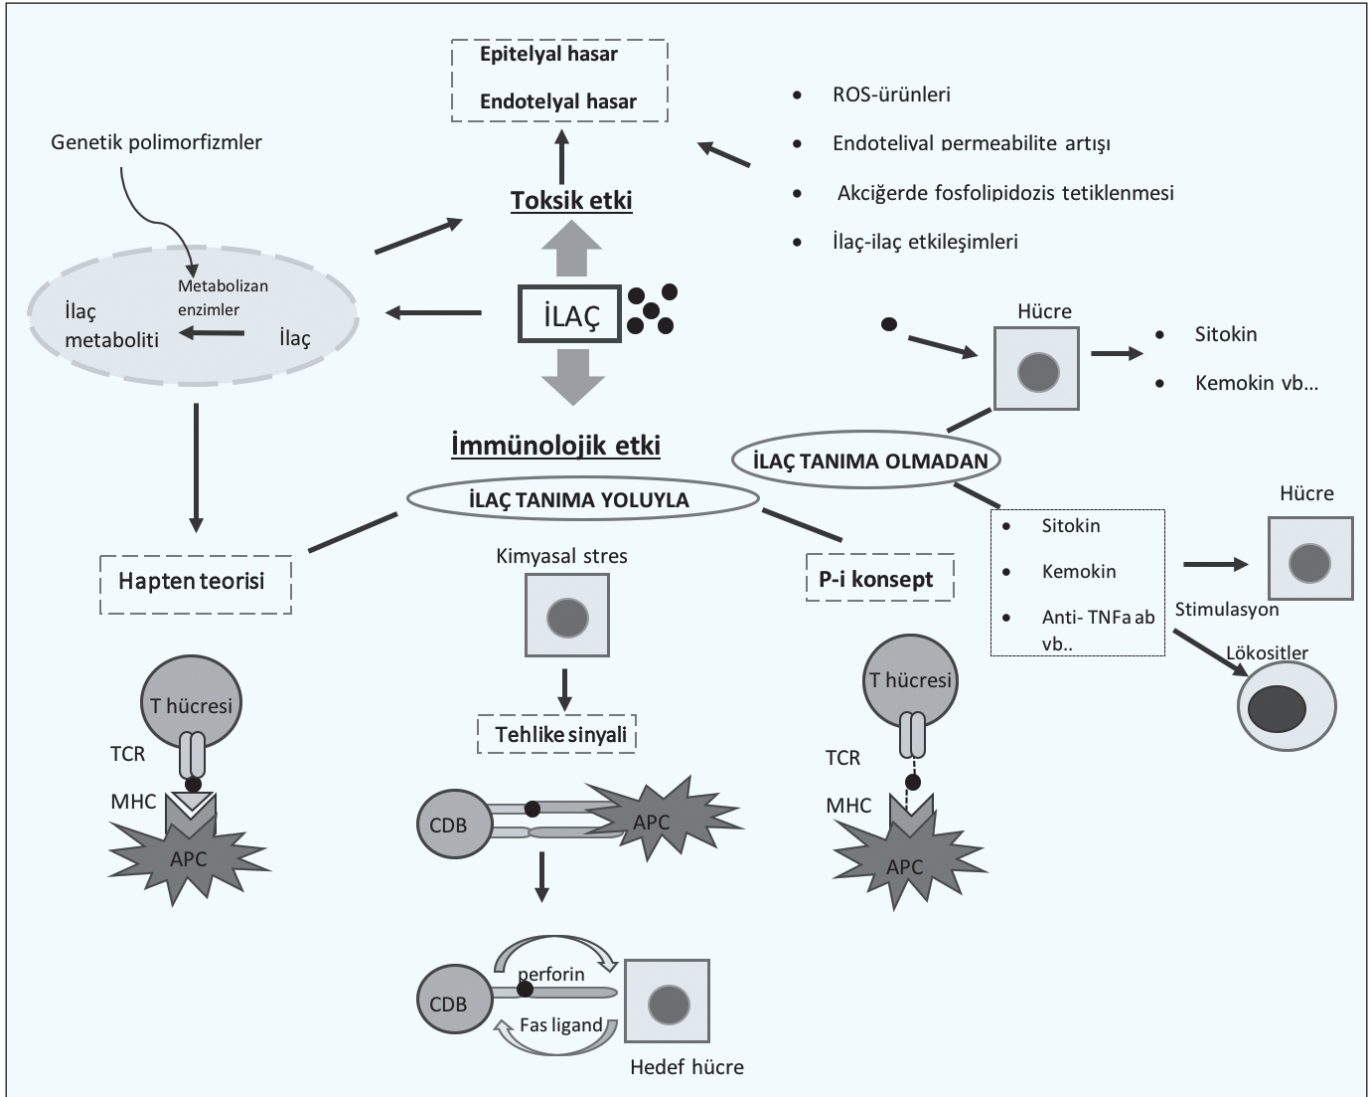 Epitelyal hasar
Endotelyal hasar
• ROS-ürünleri
• Endotelival permeabilite artışı
• Akciğerde fosfolipidozis tetiklenmesi
• İlaç-ilaç etkileşimleri
Genetik polimorfizmler
Toksik etki
Metabolizan
enzimler
İlaç
metaboliti
İlaç
İLAÇ
Hücre
• Sitokin
• Kemokin vb...
İmmünolojik etki
İLAÇ TANIMA OLMADAN
İLAÇ TANIMA YOLUYLA
Hücre
• Sitokin
• Kemokin
• Anti- TNFa ab
vb..
Stimulasyon
Lökositler
Hapten teorisi
Kimyasal stres
P-i konsept
T hücresi
TCR
MHC
APC
Tehlike sinyali
CDB
APC
T hücresi
TCR
MHC
APC
perforin
CDB
Fas ligand
Hedef hücre